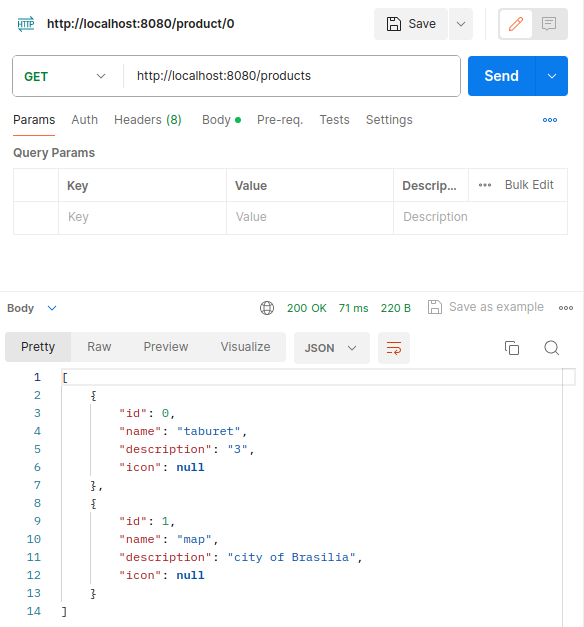 HTTP http://localhost:8080/product/0 Save
GET http://localhost:8080/products Send
Params Auth Headers (8) Body Pre-req. Tests Settings
Query Params
Key Value Descrip... Bulk Edit
Key Value Description
Body 200 OK 71 ms 220 B Save as example
Pretty Raw Preview Visualize JSON
1 [
2 {
3 "id": 0,
4 "name": "taburet",
5 "description": "3",
6 "icon": null
7 },
8 {
9 "id": 1,
10 "name": "map",
11 "description": "city of Brasilia",
12 "icon": null
13 }
14 ]